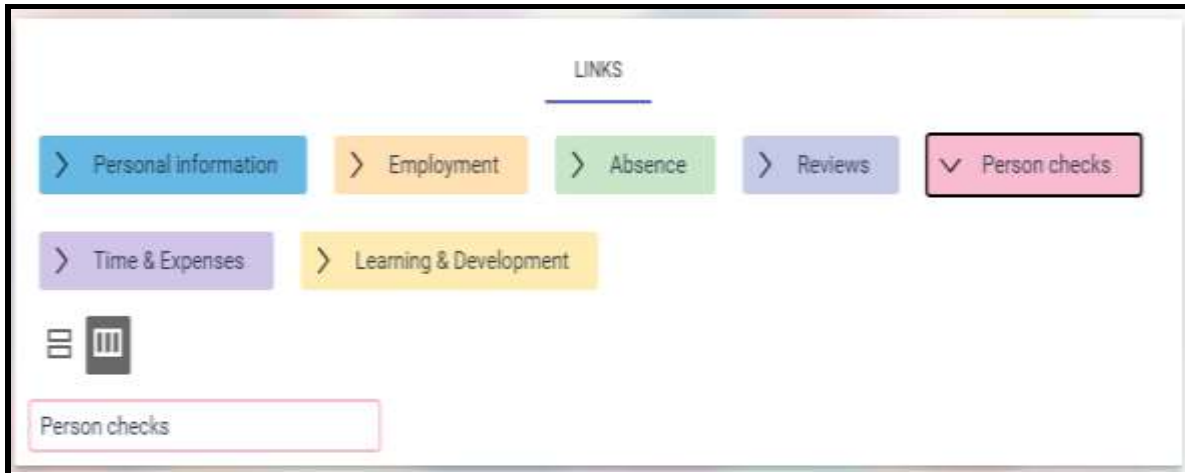 LINKS
Personal information Employment Absence Reviews Person checks
Time & Expenses Learning & Development
Person checks